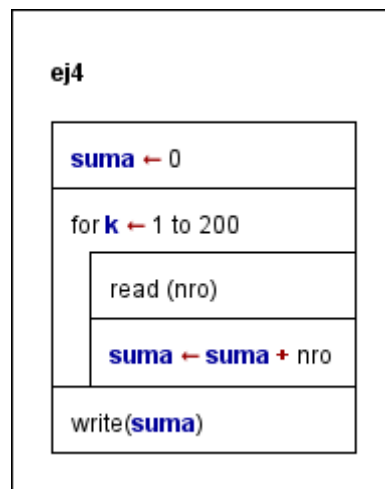 ej4
suma ← 0
for k ← 1 to 200
read (nro)
suma ← suma + nro
write(suma)